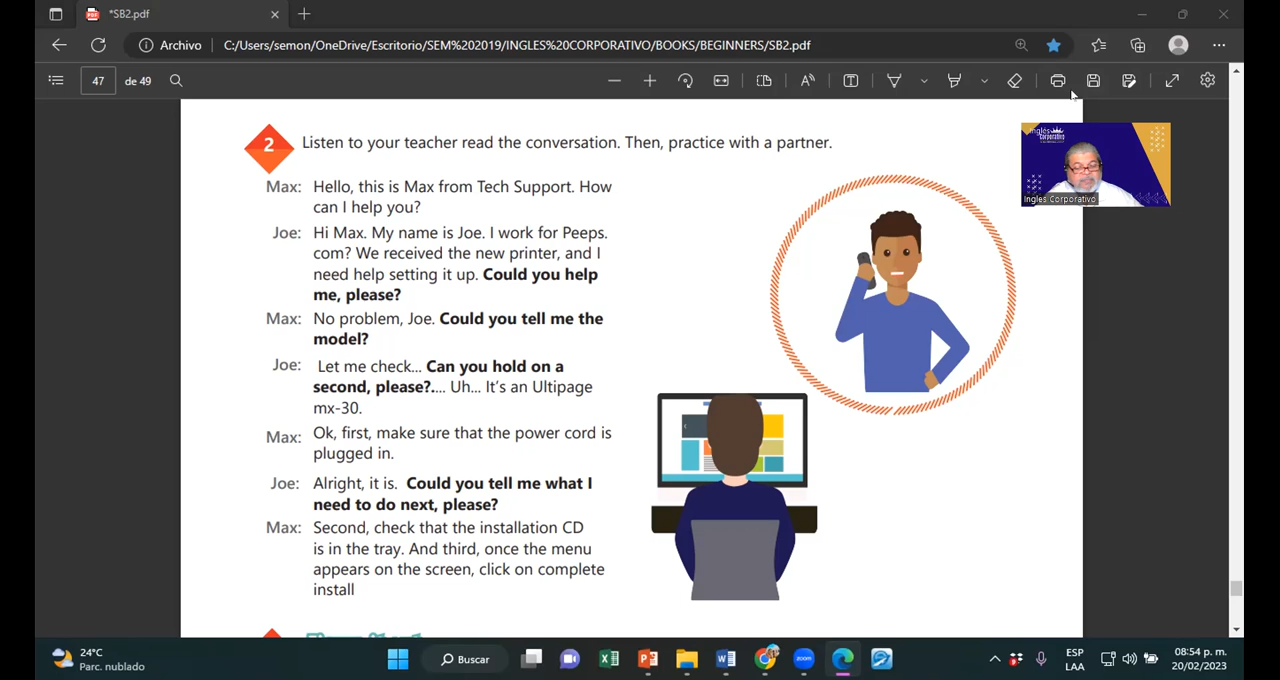 *SB2.pdf
Archivo
C:/Users/semon/OneDrive/Escritorio/SEM%202019/INGLES%20CORPORATIVO/BOOKS/BEGINNERS/SB2.pdf
47 de 49
2 Listen to your teacher read the conversation. Then, practice with a partner.
Max: Hello, this is Max from Tech Support. How
can I help you?
Joe: Hi Max. My name is Joe. I work for Peeps.
com? We received the new printer, and I
need help setting it up. Could you help
me, please?
Max: No problem, Joe. Could you tell me the
model?
Joe: Let me check... Can you hold on a
second, please?.... Uh... It's an Ultipage
mx-30.
Max: Ok, first, make sure that the power cord is
plugged in.
Joe: Alright, it is. Could you tell me what I
need to do next, please?
Max: Second, check that the installation CD
is in the tray. And third, once the menu
appears on the screen, click on complete
install
Inglés
corporativo
Ingles Corporativo
24°C
Parc. nublado
Buscar
zoom
ESP
LAA
08:54 p. m.
20/02/2023